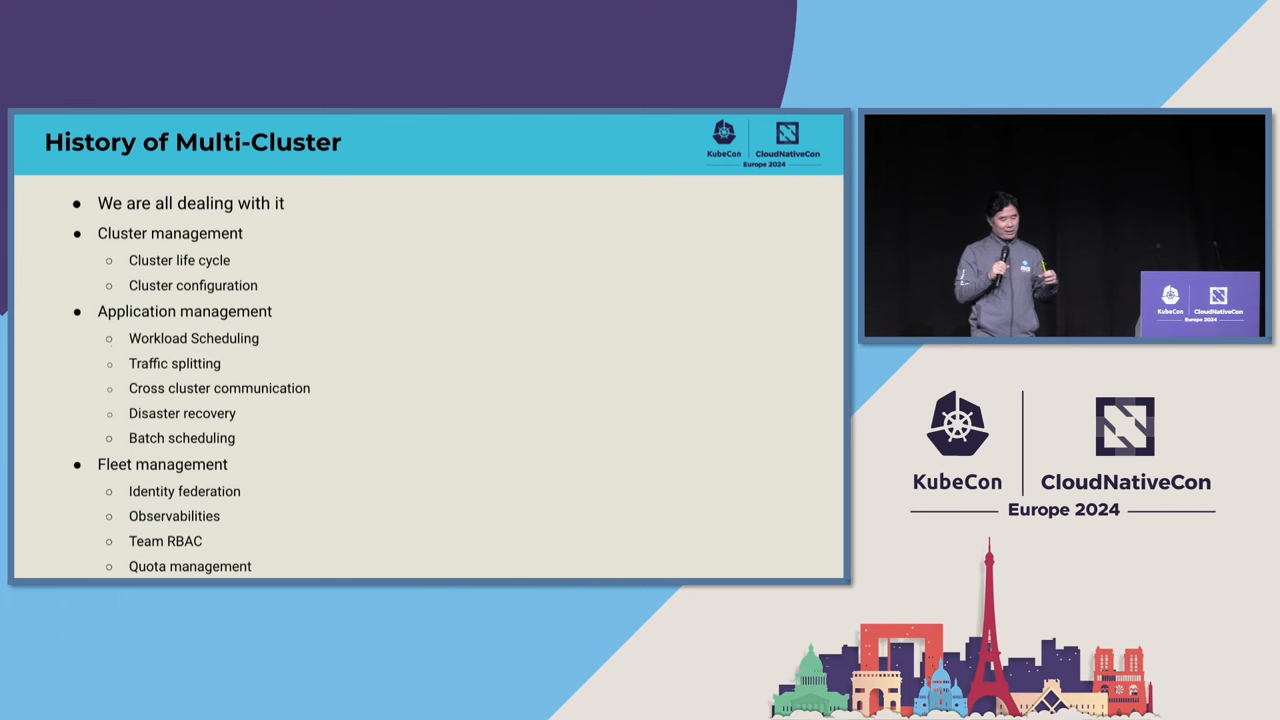 History of Multi-Cluster
KubeCon
CloudNativeCon
Europe 2024
● We are all dealing with it
● Cluster management
○ Cluster life cycle
○ Cluster configuration
● Application management
○ Workload Scheduling
○ Traffic splitting
○ Cross cluster communication
○ Disaster recovery
○ Batch scheduling
● Fleet management
○ Identity federation
○ Observabilities
○ Team RBAC
○ Quota management
KubeCon
CloudNativeCon
Europe 2024
KubeCon
CloudNativeCon
Europe 2024